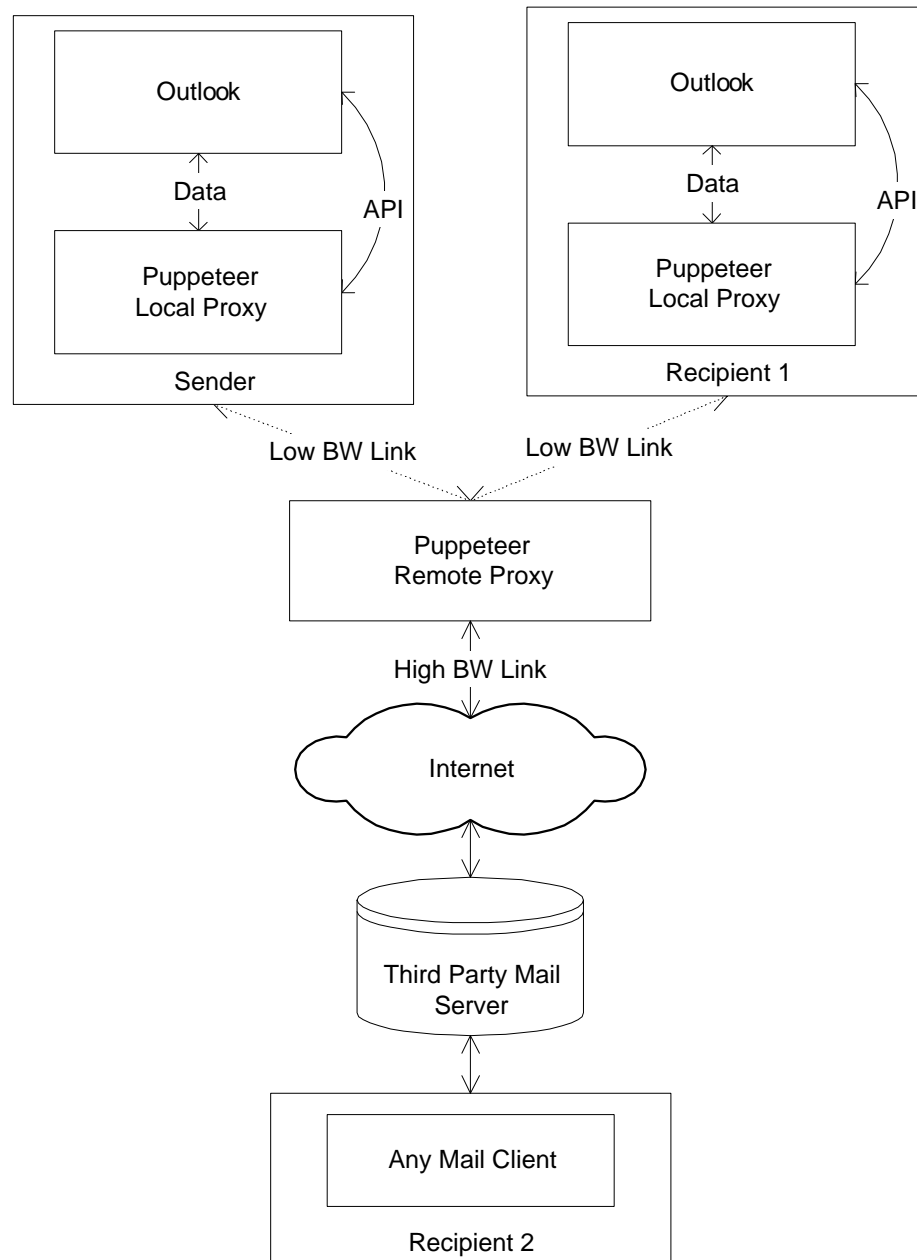 Outlook
Data
API
Puppeteer
Local Proxy
Sender
Outlook
Data
API
Puppeteer
Local Proxy
Recipient 1
Low BW Link
Low BW Link
Puppeteer
Remote Proxy
High BW Link
Internet
Third Party Mail
Server
Any Mail Client
Recipient 2